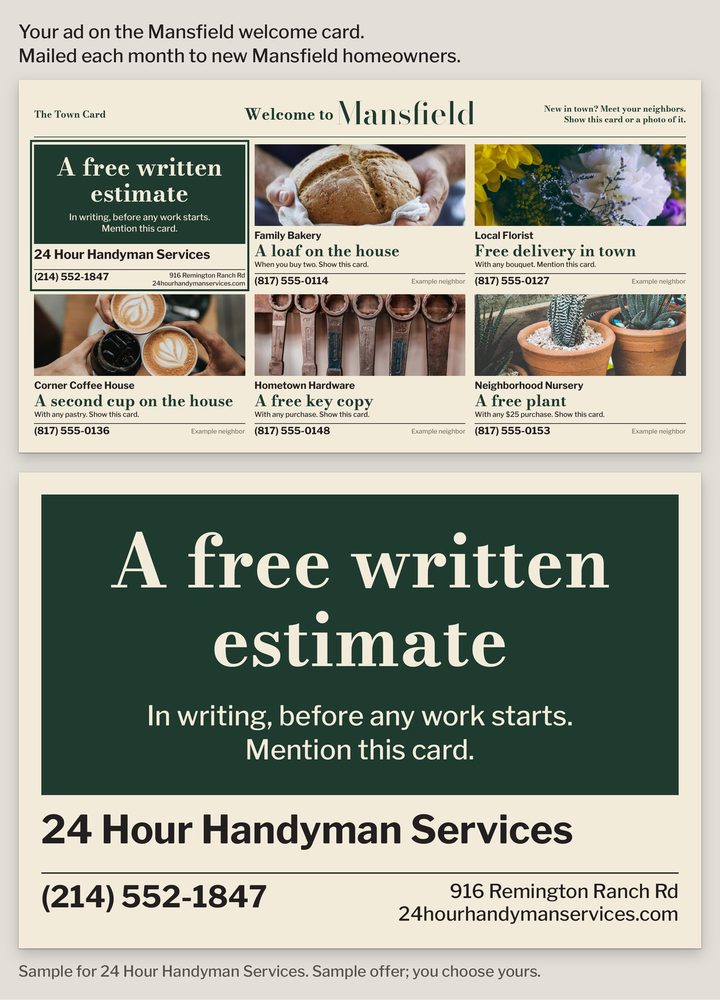 Your ad on the Mansfield welcome card.
Mailed each month to new Mansfield homeowners.
The Town Card
Welcome to Mansfield
New in town? Meet your neighbors.
Show this card or a photo of it.
A free written
estimate
In writing, before any work starts.
Mention this card.
24 Hour Handyman Services
(214) 552-1847
916 Remington Ranch Rd
24hourhandymanservices.com
Family Bakery
A loaf on the house
When you buy two. Show this card.
(817) 555-0114
Example neighbor
Local Florist
Free delivery in town
With any bouquet. Mention this card.
(817) 555-0127
Example neighbor
Corner Coffee House
A second cup on the house
With any pastry. Show this card.
(817) 555-0136
Example neighbor
Hometown Hardware
A free key copy
With any purchase. Show this card.
(817) 555-0148
Example neighbor
Neighborhood Nursery
A free plant
With any $25 purchase. Show this card.
(817) 555-0153
Example neighbor
A free written
estimate
In writing, before any work starts.
Mention this card.
24 Hour Handyman Services
(214) 552-1847
916 Remington Ranch Rd
24hourhandymanservices.com
Sample for 24 Hour Handyman Services. Sample offer; you choose yours.